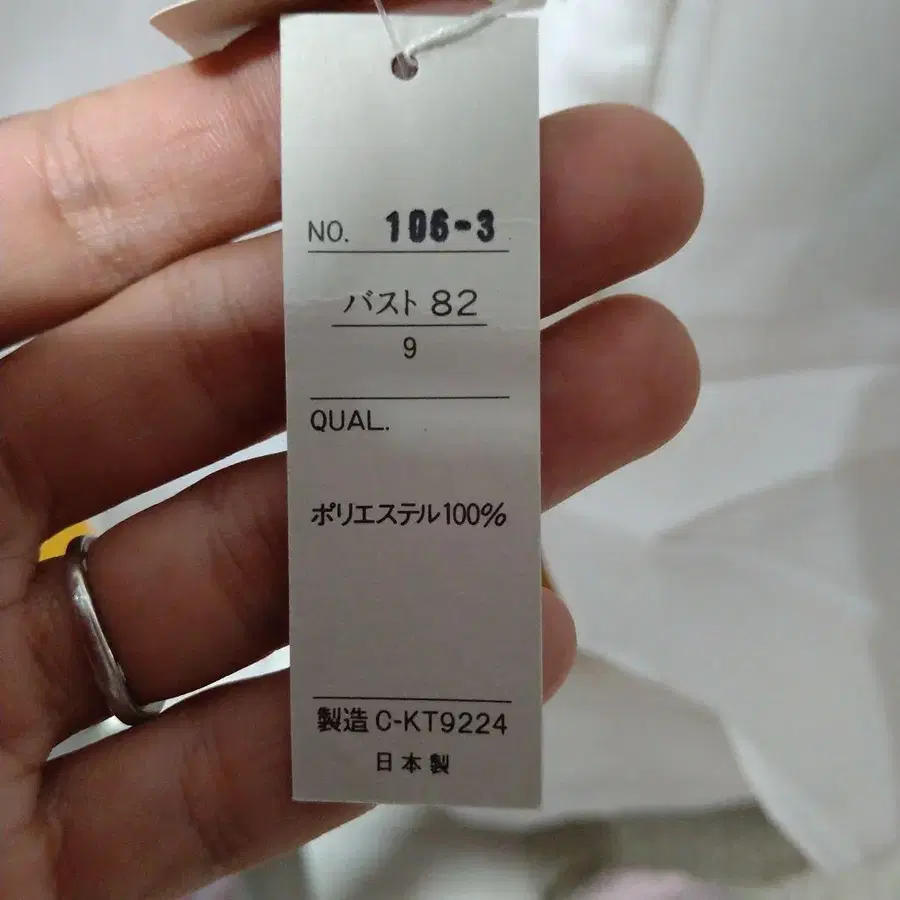 NO. 106-3
バスト 82
9
QUAL.
ポリエステル100%
製造 C-KT9224
日本製